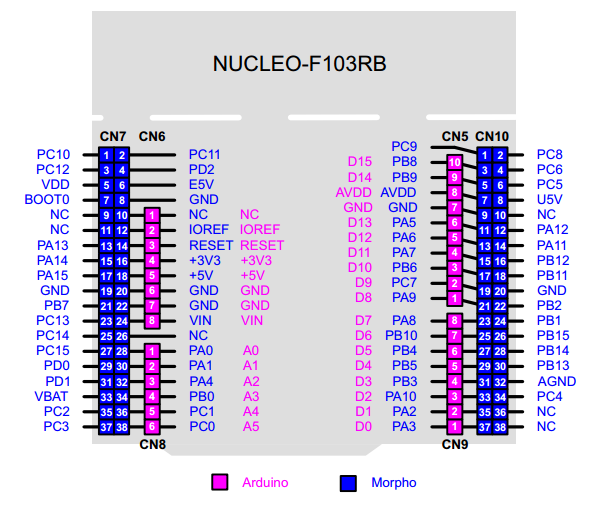 NUCLEO-F103RB
CN7 CN6 CN5 CN10
PC9
PC10 1 2 PC11 D15 PB8 10 1 2 PC8
PC12 3 4 PD2 D14 PB9 9 3 4 PC6
VDD 5 6 E5V AVDD AVDD 8 5 6 PC5
BOOT0 7 8 GND GND GND 7 7 8 U5V
NC 9 10 1 NC NC D13 PA5 6 9 10 NC
NC 11 12 2 IOREF IOREF D12 PA6 5 11 12 PA12
PA13 13 14 3 RESET RESET D11 PA7 4 13 14 PA11
PA14 15 16 4 +3V3 +3V3 D10 PB6 3 15 16 PB12
PA15 17 18 5 +5V +5V D9 PC7 2 17 18 PB11
GND 19 20 6 GND GND D8 PA9 1 19 20 GND
PB7 21 22 7 GND GND 21 22 PB2
PC13 23 24 8 VIN VIN D7 PA8 8 23 24 PB1
PC14 25 26 NC D6 PB10 7 25 26 PB15
PC15 27 28 1 PA0 A0 D5 PB4 6 27 28 PB14
PD0 29 30 2 PA1 A1 D4 PB5 5 29 30 PB13
PD1 31 32 3 PA4 A2 D3 PB3 4 31 32 AGND
VBAT 33 34 4 PB0 A3 D2 PA10 3 33 34 PC4
PC2 35 36 5 PC1 A4 D1 PA2 2 35 36 NC
PC3 37 38 6 PC0 A5 D0 PA3 1 37 38 NC
CN8 CN9
Arduino Morpho